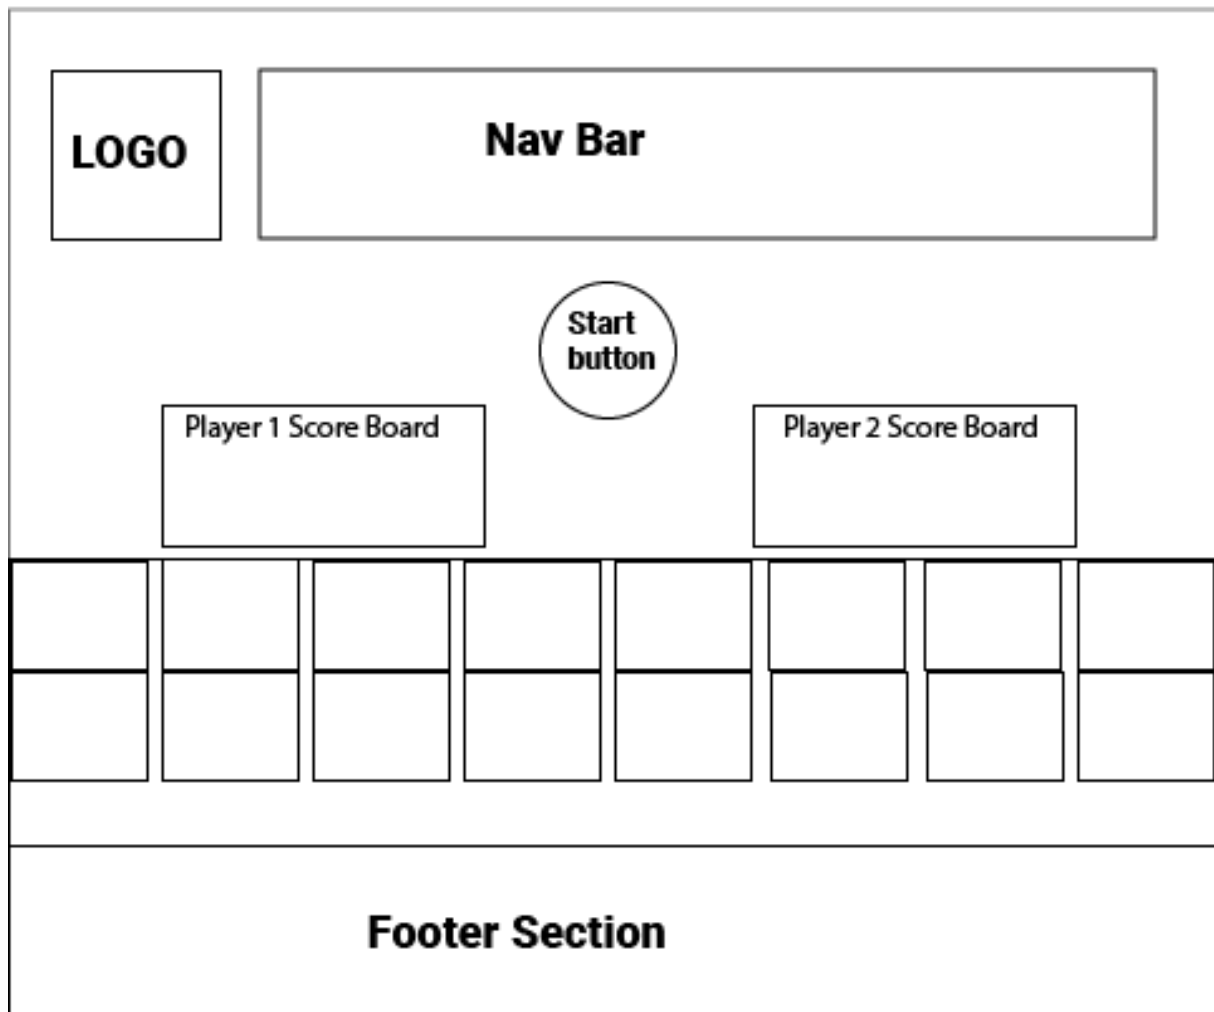 LOGO
Nav Bar
Start
button
Player 1 Score Board
Player 2 Score Board
Footer Section